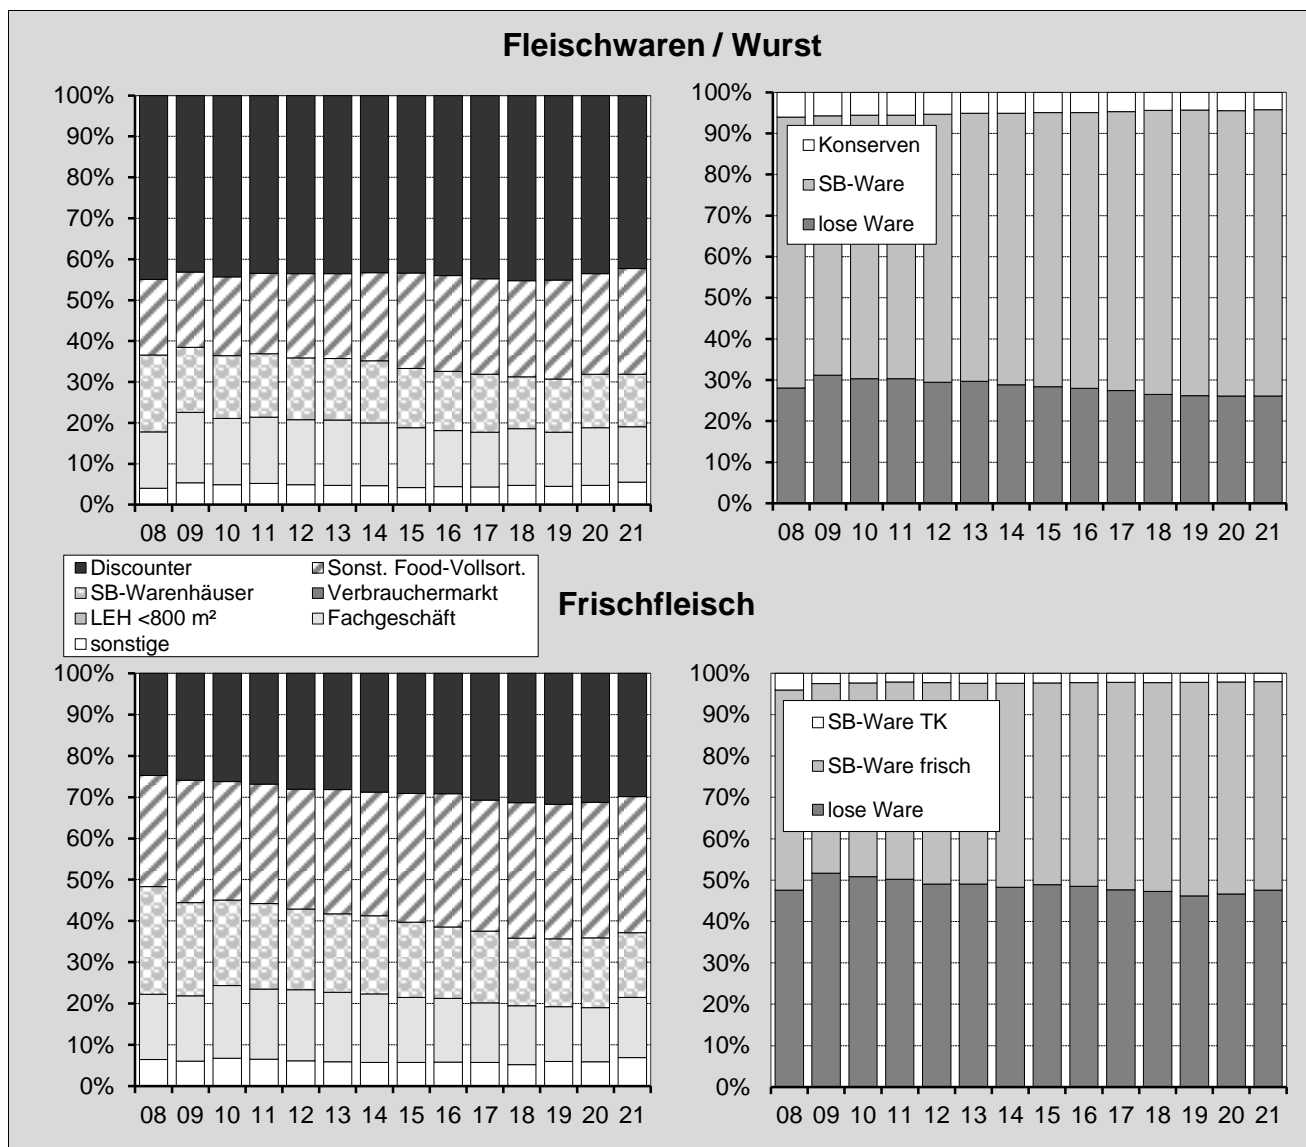 Fleischwaren / Wurst
100%
90%
80%
70%
60%
50%
40%
30%
20%
10%
0%
08 09 10 11 12 13 14 15 16 17 18 19 20 21
100%
90%
80%
70%
60%
50%
40%
30%
20%
10%
0%
Konserven
SB-Ware
lose Ware
08 09 10 11 12 13 14 15 16 17 18 19 20 21
Discounter Sonst. Food-Vollsort.
SB-Warenhäuser Verbrauchermarkt
LEH <800 m² Fachgeschäft
sonstige
Frischfleisch
100%
90%
80%
70%
60%
50%
40%
30%
20%
10%
0%
08 09 10 11 12 13 14 15 16 17 18 19 20 21
100%
90%
80%
70%
60%
50%
40%
30%
20%
10%
0%
SB-Ware TK
SB-Ware frisch
lose Ware
08 09 10 11 12 13 14 15 16 17 18 19 20 21